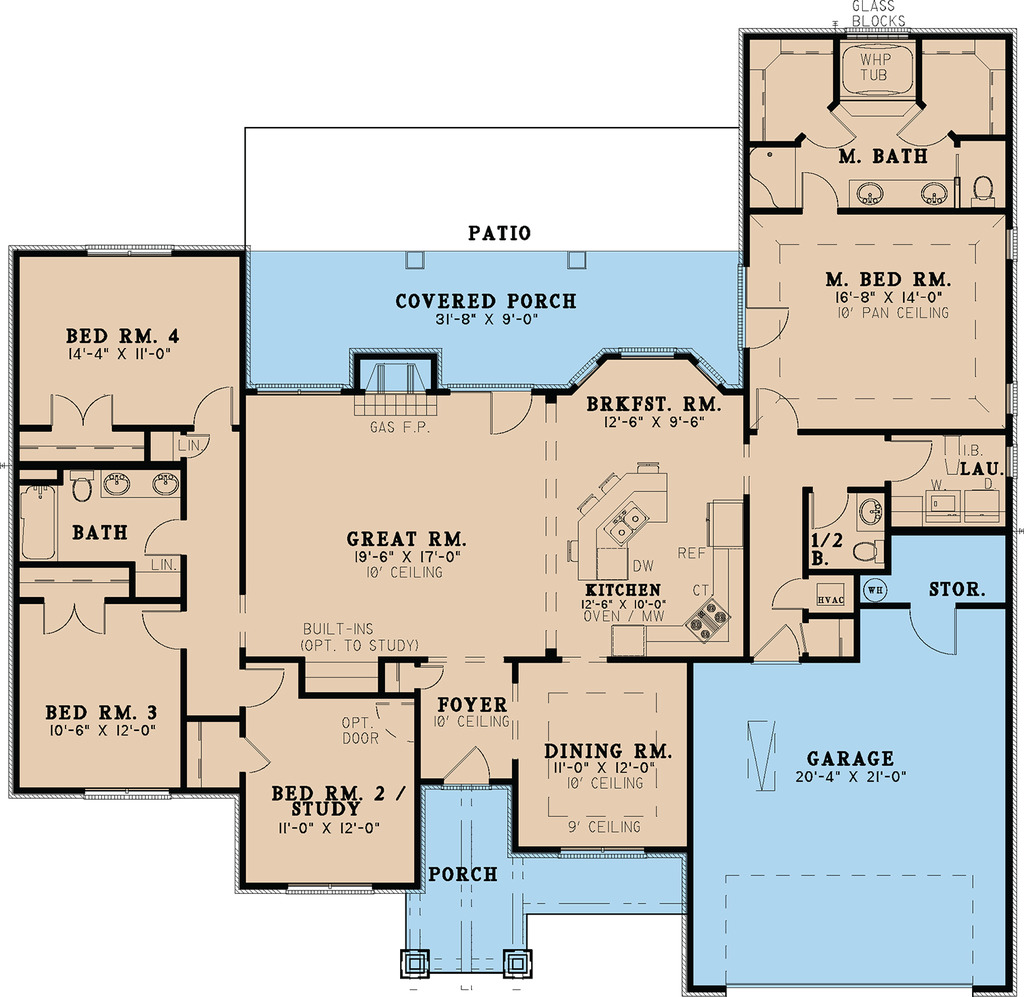 GLASS
BLOCKS
WHP
TUB
M. BATH
PATIO
M. BED RM.
16'-8" X 14'-0"
10' PAN CEILING
COVERED PORCH
31'-8" X 9'-0"
BED RM. 4
14'-4" X 11'-0"
BRKFST. RM.
12'-6" X 9'-6"
GAS F.P.
LIN.
I.B.
LAU.
W.
D.
BATH
LIN.
GREAT RM.
19'-6" X 17'-0"
10' CEILING
1/2
B.
REF
DW
KITCHEN
12'-6" X 10'-0"
OVEN / MW
CT
HVAC
WH
STOR.
BUILT-INS
(OPT. TO STUDY)
BED RM. 3
10'-6" X 12'-0"
OPT.
DOOR
FOYER
10' CEILING
DINING RM.
11'-0" X 12'-0"
10' CEILING
9' CEILING
GARAGE
20'-4" X 21'-0"
BED RM. 2 /
STUDY
11'-0" X 12'-0"
PORCH